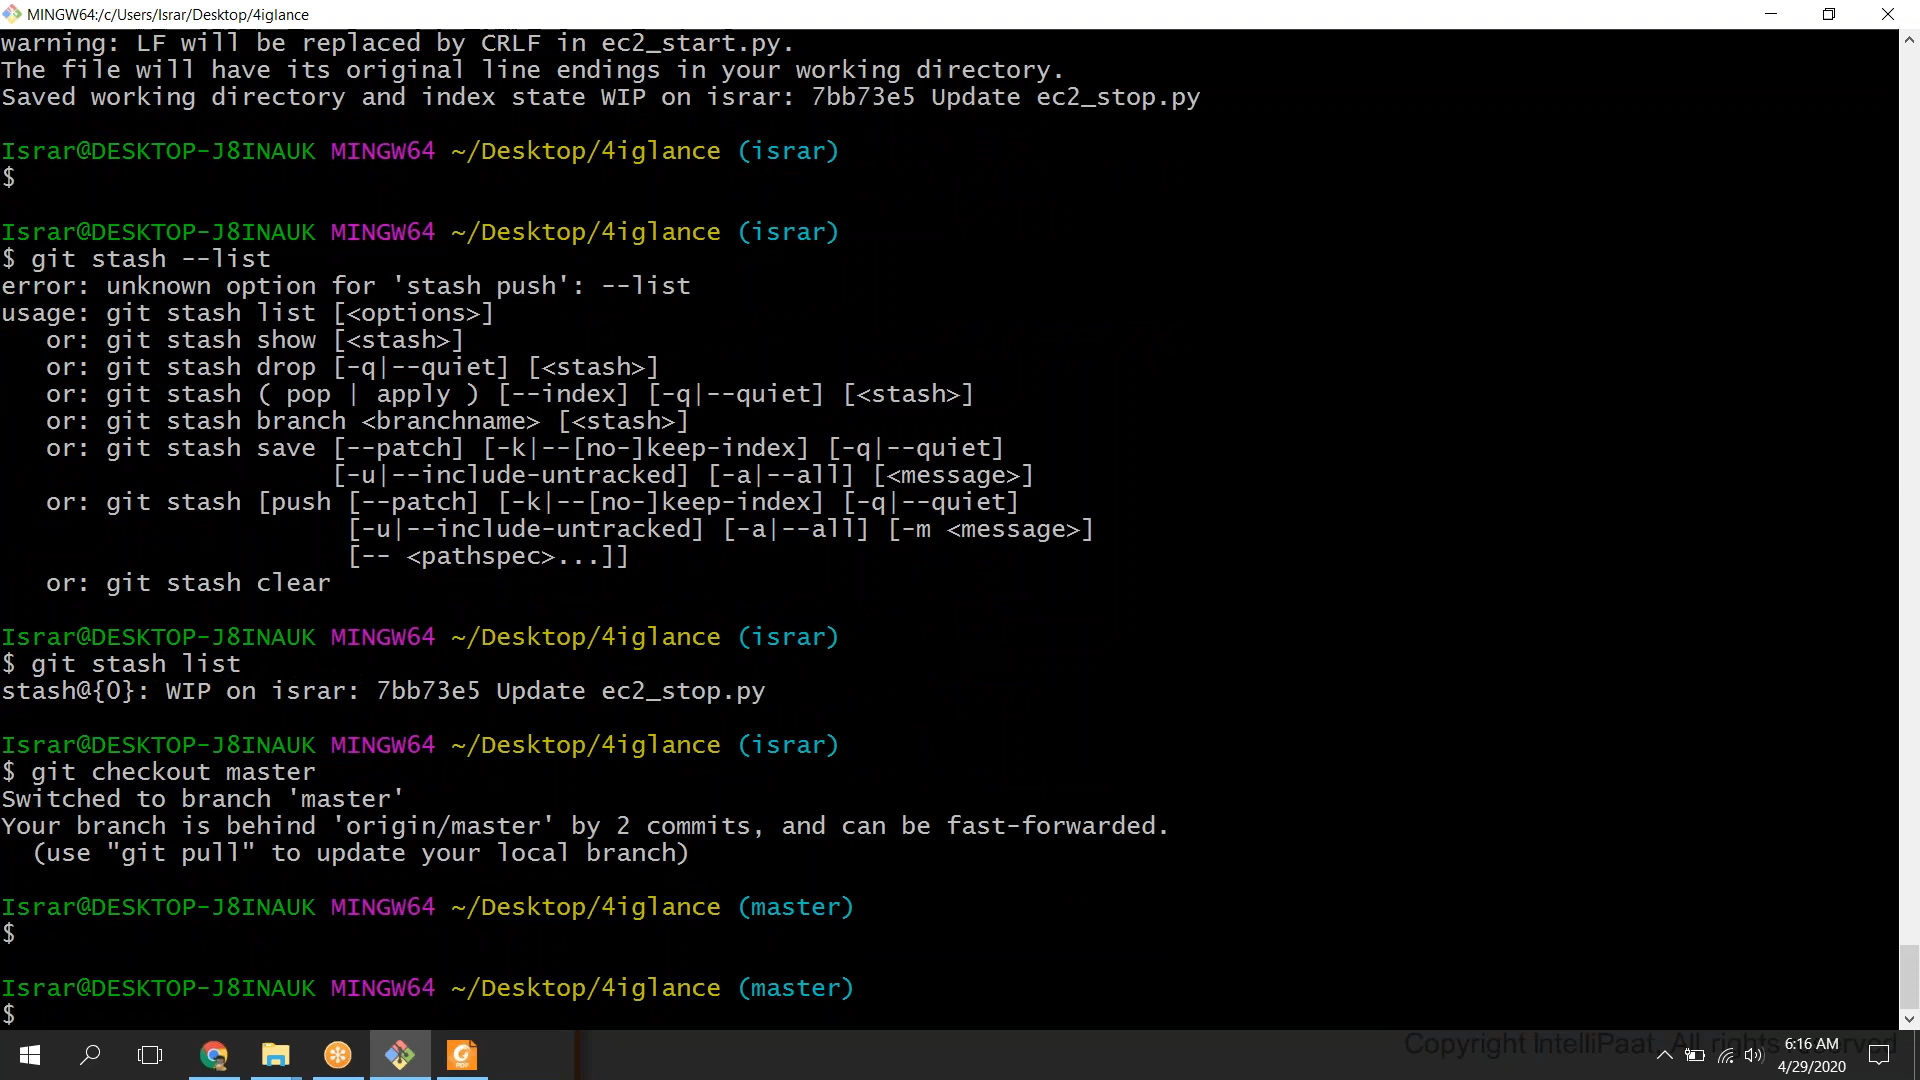 MINGW64:/c/Users/Israr/Desktop/4iglance
warning: LF will be replaced by CRLF in ec2_start.py.
The file will have its original line endings in your working directory.
Saved working directory and index state WIP on israr: 7bb73e5 Update ec2_stop.py
Israr@DESKTOP-J8INAUK MINGW64 ~/Desktop/4iglance (israr)
$
Israr@DESKTOP-J8INAUK MINGW64 ~/Desktop/4iglance (israr)
$ git stash --list
error: unknown option for 'stash push': --list
usage: git stash list [<options>]
   or: git stash show [<stash>]
   or: git stash drop [-q|--quiet] [<stash>]
   or: git stash ( pop | apply ) [--index] [-q|--quiet] [<stash>]
   or: git stash branch <branchname> [<stash>]
   or: git stash save [--patch] [-k|--[no-]keep-index] [-q|--quiet]
                      [-u|--include-untracked] [-a|--all] [<message>]
   or: git stash [push [--patch] [-k|--[no-]keep-index] [-q|--quiet]
                       [-u|--include-untracked] [-a|--all] [-m <message>]
                       [-- <pathspec>...]]
   or: git stash clear
Israr@DESKTOP-J8INAUK MINGW64 ~/Desktop/4iglance (israr)
$ git stash list
stash@{0}: WIP on israr: 7bb73e5 Update ec2_stop.py
Israr@DESKTOP-J8INAUK MINGW64 ~/Desktop/4iglance (israr)
$ git checkout master
Switched to branch 'master'
Your branch is behind 'origin/master' by 2 commits, and can be fast-forwarded.
  (use "git pull" to update your local branch)
Israr@DESKTOP-J8INAUK MINGW64 ~/Desktop/4iglance (master)
$
Israr@DESKTOP-J8INAUK MINGW64 ~/Desktop/4iglance (master)
$
Copyright IntelliPaat. All rights reserved
6:16 AM
4/29/2020